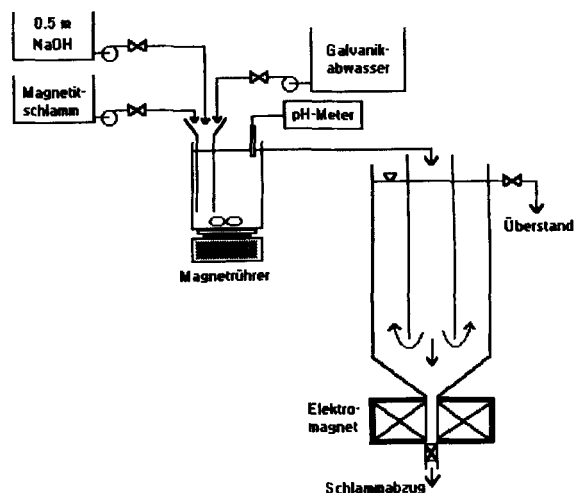 0.5 m
NaOH
Magnetit-
schlamm
Galvanik-
abwasser
pH-Meter
Überstand
Magnetrührer
Elektro-
magnet
Schlammabzug